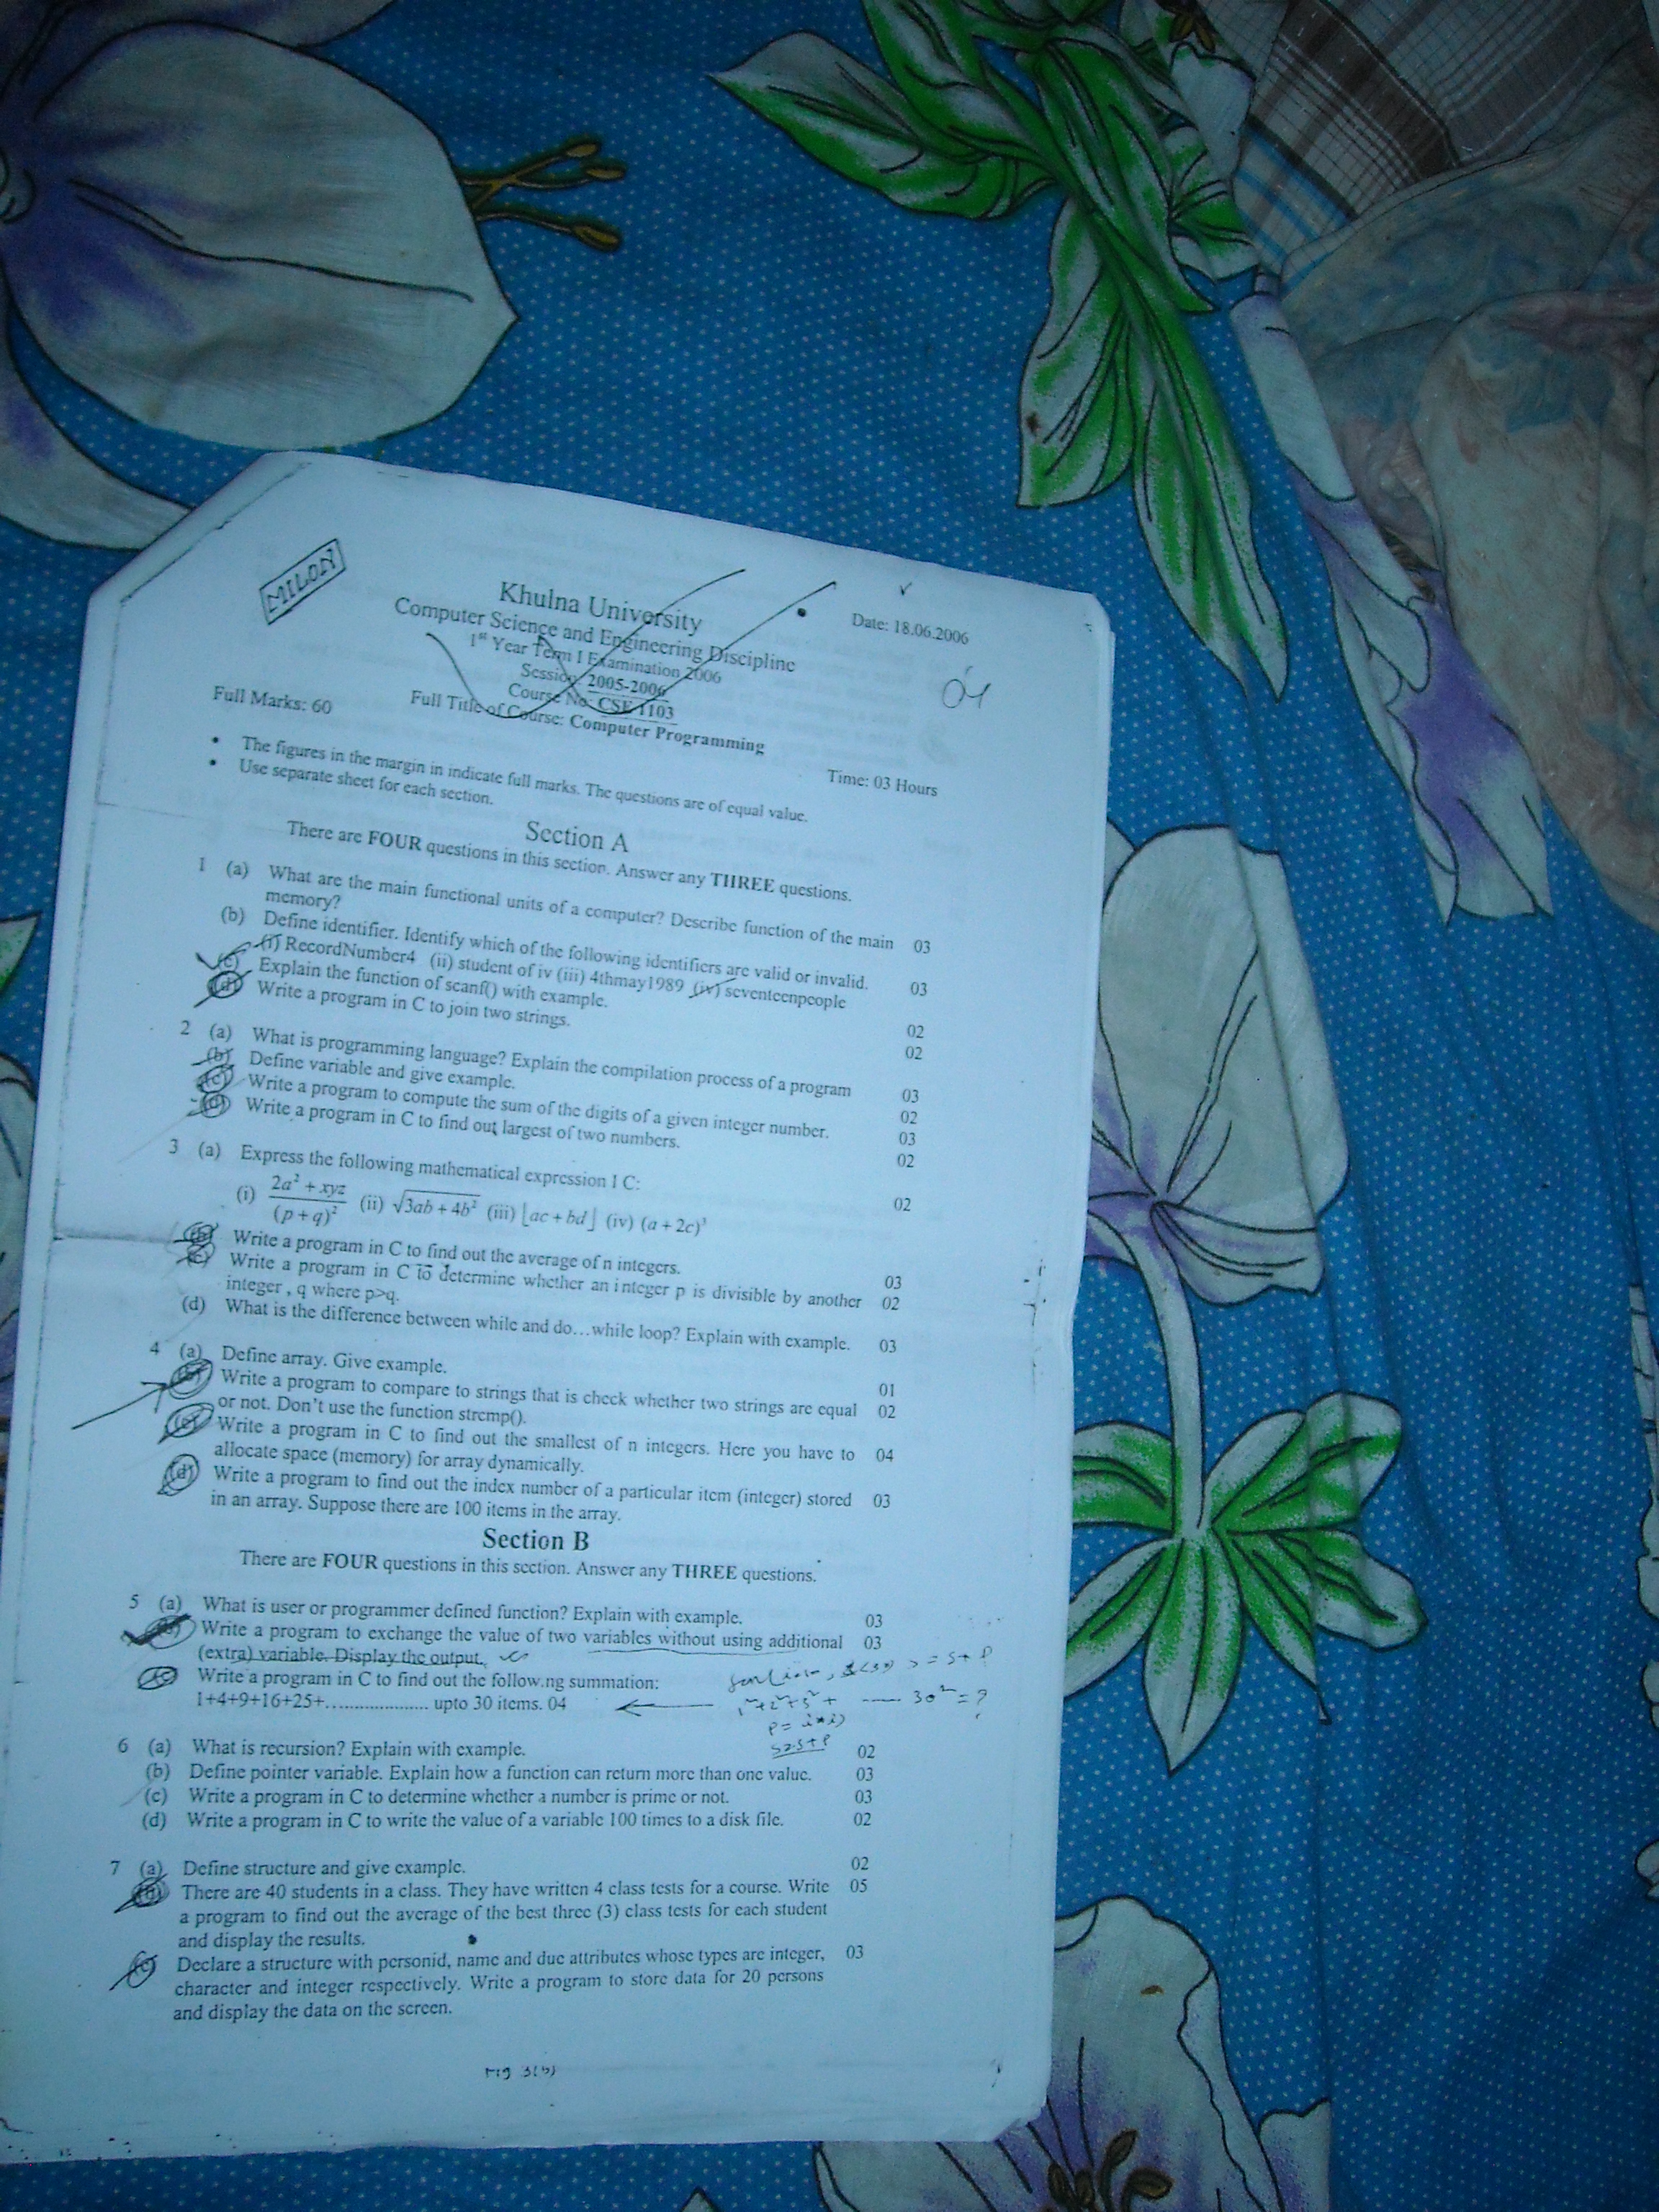 MILON
Khulna University
Date: 18.06.2006
Computer Science and Engineering Discipline
1st Year Term I Examination 2006
Session: 2005-2006
01
Course No: CSE 1103
Full Marks: 60
Full Title of Course: Computer Programming
Time: 03 Hours
• The figures in the margin in indicate full marks. The questions are of equal value.
• Use separate sheet for each section.
Section A
There are FOUR questions in this section. Answer any THREE questions.
1 (a) What are the main functional units of a computer? Describe function of the main 03
memory?
(b) Define identifier. Identify which of the following identifiers are valid or invalid. 03
(i) RecordNumber4 (ii) student of iv (iii) 4thmay1989 (iv) seventeenpeople
(c) Explain the function of scanf() with example. 02
(d) Write a program in C to join two strings. 02
2 (a) What is programming language? Explain the compilation process of a program 03
(b) Define variable and give example. 02
(c) Write a program to compute the sum of the digits of a given integer number. 03
(d) Write a program in C to find out largest of two numbers. 02
3 (a) Express the following mathematical expression I C: 02
(i) 2a² + xyz / (p + q)² (ii) √3ab + 4b² (iii) ⌊ac + bd⌋ (iv) (a + 2c)³
(b) Write a program in C to find out the average of n integers. 03
(c) Write a program in C to determine whether an integer p is divisible by another 02
integer , q where p>q.
(d) What is the difference between while and do…while loop? Explain with example. 03
4 (a) Define array. Give example. 01
(b) Write a program to compare to strings that is check whether two strings are equal 02
or not. Don't use the function strcmp().
(c) Write a program in C to find out the smallest of n integers. Here you have to 04
allocate space (memory) for array dynamically.
(d) Write a program to find out the index number of a particular item (integer) stored 03
in an array. Suppose there are 100 items in the array.
Section B
There are FOUR questions in this section. Answer any THREE questions.
5 (a) What is user or programmer defined function? Explain with example. 03
(b) Write a program to exchange the value of two variables without using additional 03
(extra) variable. Display the output.
(c) Write a program in C to find out the following summation:
1+4+9+16+25+.................... upto 30 items. 04
1²+2²+3²+ —— 30² = ?
p = i*i)
s=s+p
6 (a) What is recursion? Explain with example. 02
(b) Define pointer variable. Explain how a function can return more than one value. 03
(c) Write a program in C to determine whether a number is prime or not. 03
(d) Write a program in C to write the value of a variable 100 times to a disk file. 02
7 (a) Define structure and give example. 02
(b) There are 40 students in a class. They have written 4 class tests for a course. Write 05
a program to find out the average of the best three (3) class tests for each student
and display the results.
(c) Declare a structure with personid, name and due attributes whose types are integer, 03
character and integer respectively. Write a program to store data for 20 persons
and display the data on the screen.